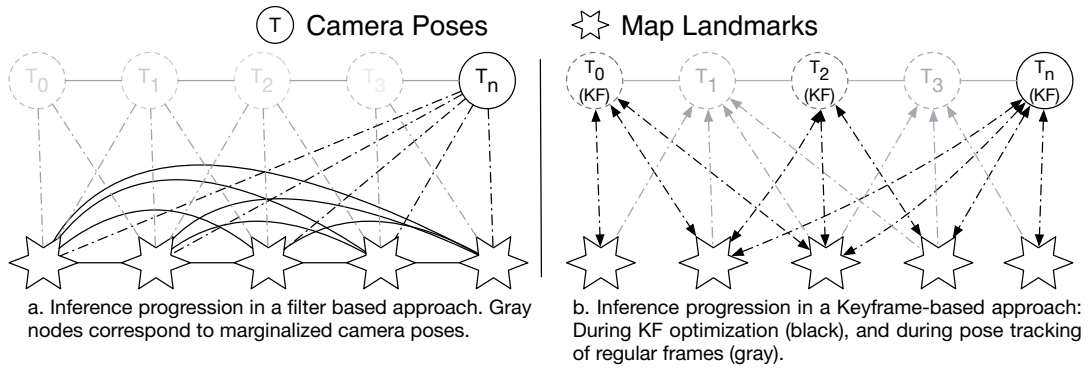 T Camera Poses
Map Landmarks
T0 T1 T2 T3 Tn
T0 (KF) T1 T2 (KF) T3 Tn (KF)
a. Inference progression in a filter based approach. Gray
nodes correspond to marginalized camera poses.
b. Inference progression in a Keyframe-based approach:
During KF optimization (black), and during pose tracking
of regular frames (gray).